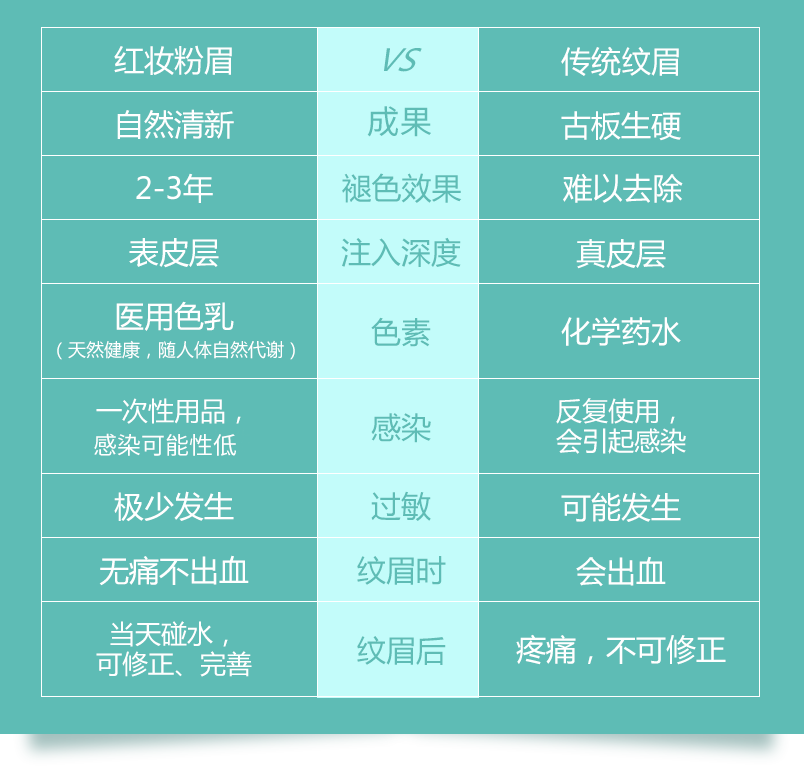 红妆粉眉 VS 传统纹眉
自然清新 成果 古板生硬
2-3年 褪色效果 难以去除
表皮层 注入深度 真皮层
医用色乳
（天然健康，随人体自然代谢） 色素 化学药水
一次性用品，
感染可能性低 感染 反复使用，
会引起感染
极少发生 过敏 可能发生
无痛不出血 纹眉时 会出血
当天碰水，
可修正、完善 纹眉后 疼痛，不可修正